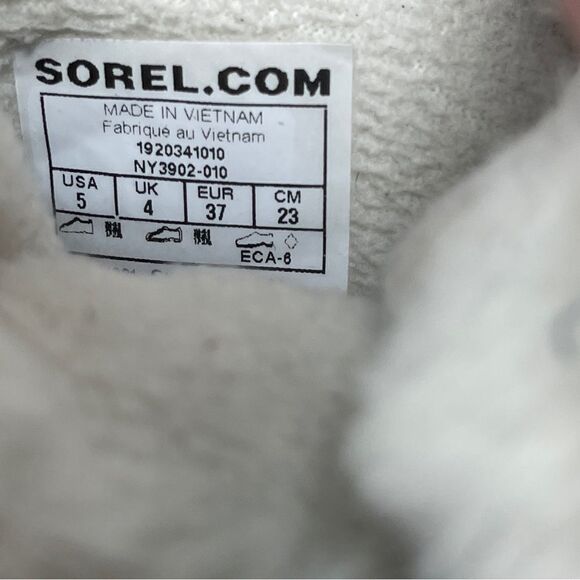 SOREL.COM
MADE IN VIETNAM
Fabriqué au Vietnam
1920341010
NY3902-010
USA UK EUR CM
5 4 37 23
ECA-6